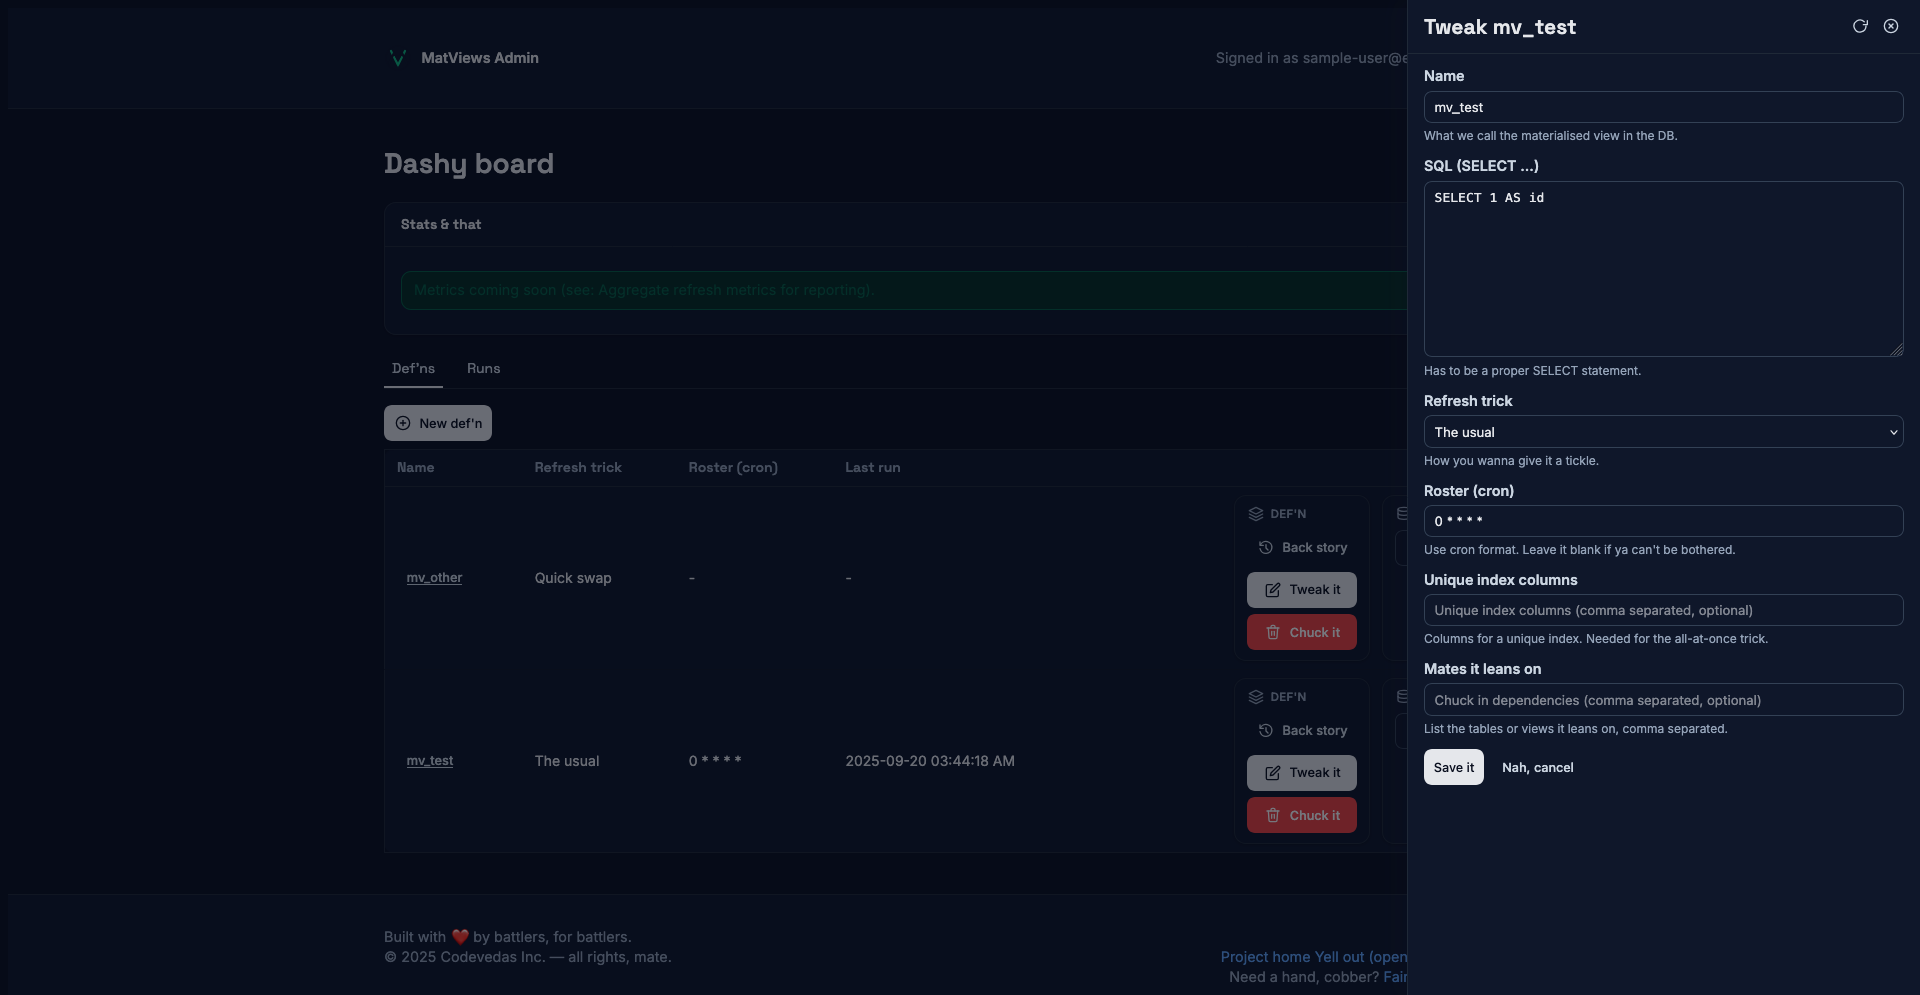 MatViews Admin
Signed in as sample-user@e
Dashy board
Stats & that
Metrics coming soon (see: Aggregate refresh metrics for reporting).
Def'ns Runs
New def'n
Name Refresh trick Roster (cron) Last run
DEF'N
Back story
mv_other Quick swap - -
Tweak it
Chuck it
DEF'N
Back story
mv_test The usual 0 * * * * 2025-09-20 03:44:18 AM
Tweak it
Chuck it
Built with ❤️ by battlers, for battlers.
© 2025 Codevedas Inc. — all rights, mate.
Project home Yell out (open
Need a hand, cobber? Fair
Tweak mv_test
Name
mv_test
What we call the materialised view in the DB.
SQL (SELECT ...)
SELECT 1 AS id
Has to be a proper SELECT statement.
Refresh trick
The usual
How you wanna give it a tickle.
Roster (cron)
0 * * * *
Use cron format. Leave it blank if ya can't be bothered.
Unique index columns
Unique index columns (comma separated, optional)
Columns for a unique index. Needed for the all-at-once trick.
Mates it leans on
Chuck in dependencies (comma separated, optional)
List the tables or views it leans on, comma separated.
Save it Nah, cancel